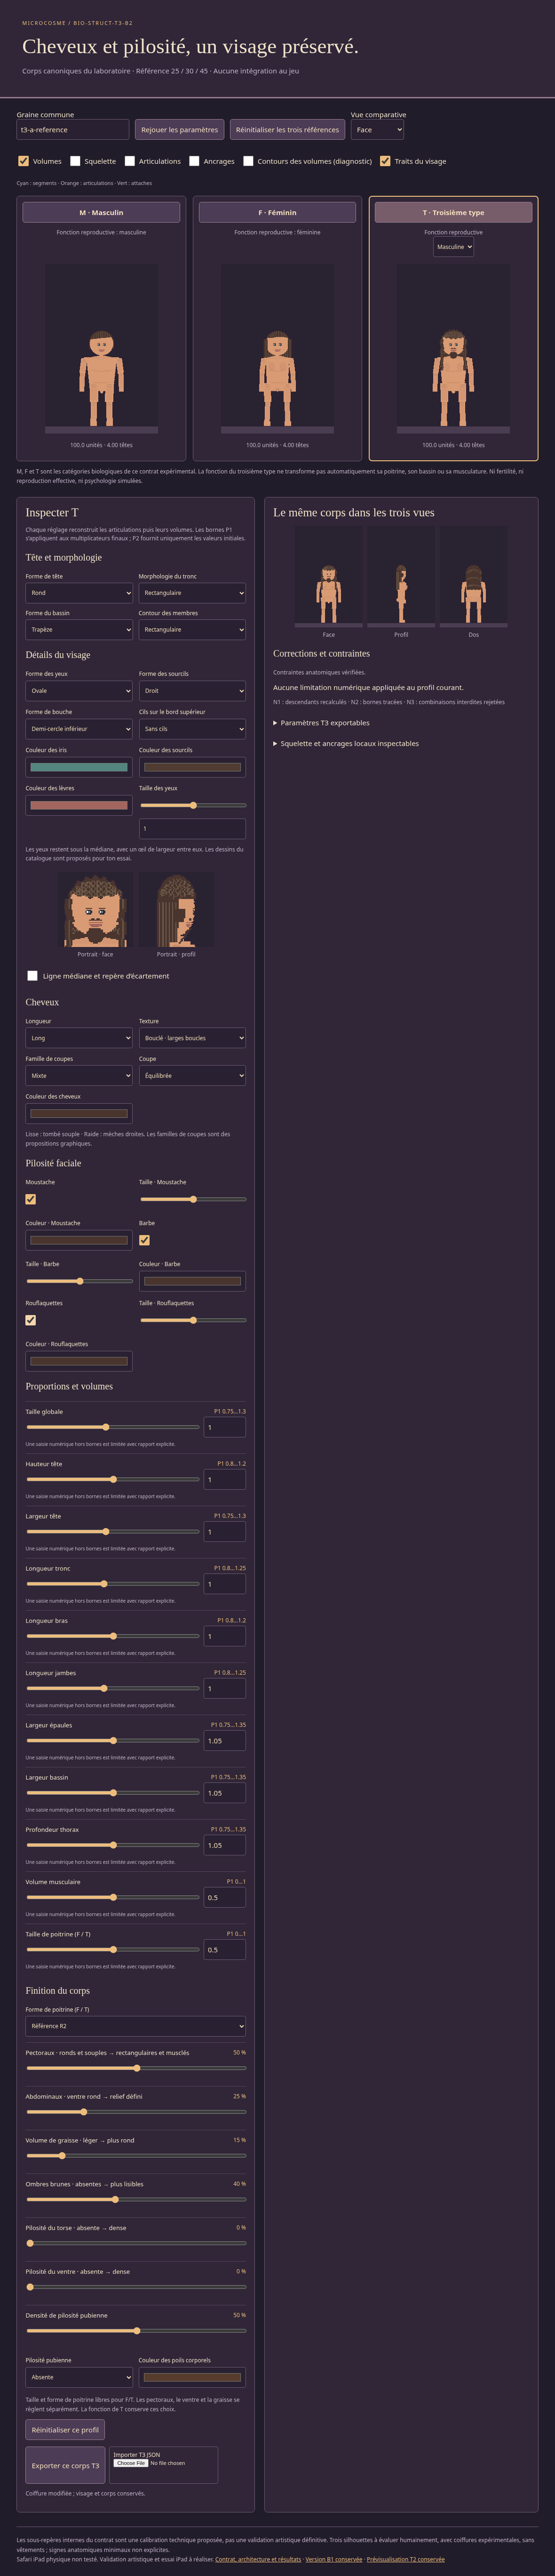 MICROCOSME / BIO-STRUCT-T3-B2
Cheveux et pilosité, un visage préservé.
Corps canoniques du laboratoire · Référence 25 / 30 / 45 · Aucune intégration au jeu
Graine commune
t3-a-reference
Rejouer les paramètres
Réinitialiser les trois références
Vue comparative
Face
Volumes
Squelette
Articulations
Ancrages
Contours des volumes (diagnostic)
Traits du visage
Cyan : segments · Orange : articulations · Vert : attaches
M · Masculin
Fonction reproductive : masculine
100.0 unités · 4.00 têtes
F · Féminin
Fonction reproductive : féminine
100.0 unités · 4.00 têtes
T · Troisième type
Fonction reproductive
Masculine
100.0 unités · 4.00 têtes
M, F et T sont les catégories biologiques de ce contrat expérimental. La fonction du troisième type ne transforme pas automatiquement sa poitrine, son bassin ou sa musculature. Ni fertilité, ni
reproduction effective, ni psychologie simulées.
Inspecter T
Chaque réglage reconstruit les articulations puis leurs volumes. Les bornes P1
s'appliquent aux multiplicateurs finaux ; P2 fournit uniquement les valeurs initiales.
Tête et morphologie
Forme de tête
Morphologie du tronc
Rond
Rectangulaire
Forme du bassin
Contour des membres
Trapèze
Rectangulaire
Détails du visage
Forme des yeux
Forme des sourcils
Ovale
Droit
Forme de bouche
Cils sur le bord supérieur
Demi-cercle inférieur
Sans cils
Couleur des iris
Couleur des sourcils
Couleur des lèvres
Taille des yeux
1
Les yeux restent sous la médiane, avec un œil de largeur entre eux. Les dessins du
catalogue sont proposés pour ton essai.
Portrait · face
Portrait · profil
Ligne médiane et repère d'écartement
Cheveux
Longueur
Texture
Long
Bouclé · larges boucles
Famille de coupes
Coupe
Mixte
Équilibrée
Couleur des cheveux
Lisse : tombé souple · Raide : mèches droites. Les familles de coupes sont des
propositions graphiques.
Pilosité faciale
Moustache
Taille · Moustache
Couleur · Moustache
Barbe
Taille · Barbe
Couleur · Barbe
Rouflaquettes
Taille · Rouflaquettes
Couleur · Rouflaquettes
Proportions et volumes
Taille globale
P1 0.75…1.3
1
Une saisie numérique hors bornes est limitée avec rapport explicite.
Hauteur tête
P1 0.8…1.2
1
Une saisie numérique hors bornes est limitée avec rapport explicite.
Largeur tête
P1 0.75…1.3
1
Une saisie numérique hors bornes est limitée avec rapport explicite.
Longueur tronc
P1 0.8…1.25
1
Une saisie numérique hors bornes est limitée avec rapport explicite.
Longueur bras
P1 0.8…1.2
1
Une saisie numérique hors bornes est limitée avec rapport explicite.
Longueur jambes
P1 0.8…1.25
1
Une saisie numérique hors bornes est limitée avec rapport explicite.
Largeur épaules
P1 0.75…1.35
1.05
Une saisie numérique hors bornes est limitée avec rapport explicite.
Largeur bassin
P1 0.75…1.35
1.05
Une saisie numérique hors bornes est limitée avec rapport explicite.
Profondeur thorax
P1 0.75…1.35
1.05
Une saisie numérique hors bornes est limitée avec rapport explicite.
Volume musculaire
P1 0…1
0.5
Une saisie numérique hors bornes est limitée avec rapport explicite.
Taille de poitrine (F / T)
P1 0…1
0.5
Une saisie numérique hors bornes est limitée avec rapport explicite.
Finition du corps
Forme de poitrine (F / T)
Référence R2
Pectoraux · ronds et souples → rectangulaires et musclés
50 %
Abdominaux · ventre rond → relief défini
25 %
Volume de graisse · léger → plus rond
15 %
Ombres brunes · absentes → plus lisibles
40 %
Pilosité du torse · absente → dense
0 %
Pilosité du ventre · absente → dense
0 %
Densité de pilosité pubienne
50 %
Pilosité pubienne
Couleur des poils corporels
Absente
Taille et forme de poitrine libres pour F/T. Les pectoraux, le ventre et la graisse se
règlent séparément. La fonction de T conserve ces choix.
Réinitialiser ce profil
Exporter ce corps T3
Importer T3 JSON
Choose File
No file chosen
Coiffure modifiée ; visage et corps conservés.
Le même corps dans les trois vues
Face
Profil
Dos
Corrections et contraintes
Contraintes anatomiques vérifiées.
Aucune limitation numérique appliquée au profil courant.
N1 : descendants recalculés · N2 : bornes tracées · N3 : combinaisons interdites rejetées
Paramètres T3 exportables
Squelette et ancrages locaux inspectables
Les sous-repères internes du contrat sont une calibration technique proposée, pas une validation artistique définitive. Trois silhouettes à évaluer humainement, avec coiffures expérimentales, sans
vêtements ; signes anatomiques minimaux non explicites.
Safari iPad physique non testé. Validation artistique et essai iPad à réaliser. Contrat, architecture et résultats · Version B1 conservée · Prévisualisation T2 conservée